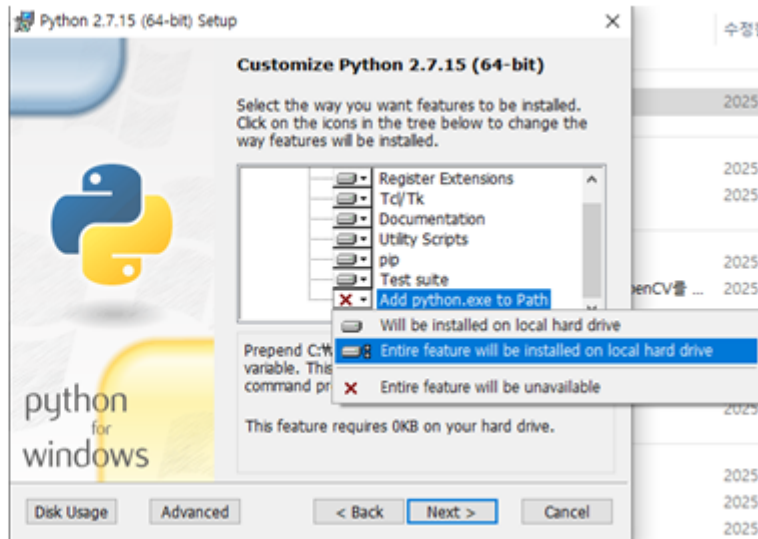 Python 2.7.15 (64-bit) Setup
Customize Python 2.7.15 (64-bit)
Select the way you want features to be installed.
Click on the icons in the tree below to change the
way features will be installed.
Register Extensions
Tcl/Tk
Documentation
Utility Scripts
pip
Test suite
Add python.exe to Path
Will be installed on local hard drive
Entire feature will be installed on local hard drive
Entire feature will be unavailable
Prepend C:₩
variable. This
command pr
This feature requires 0KB on your hard drive.
python
for
windows
Disk Usage
Advanced
< Back
Next >
Cancel
2025
2025
2025
2025
enCV를 ... 2025
2025
2025
2025
2025